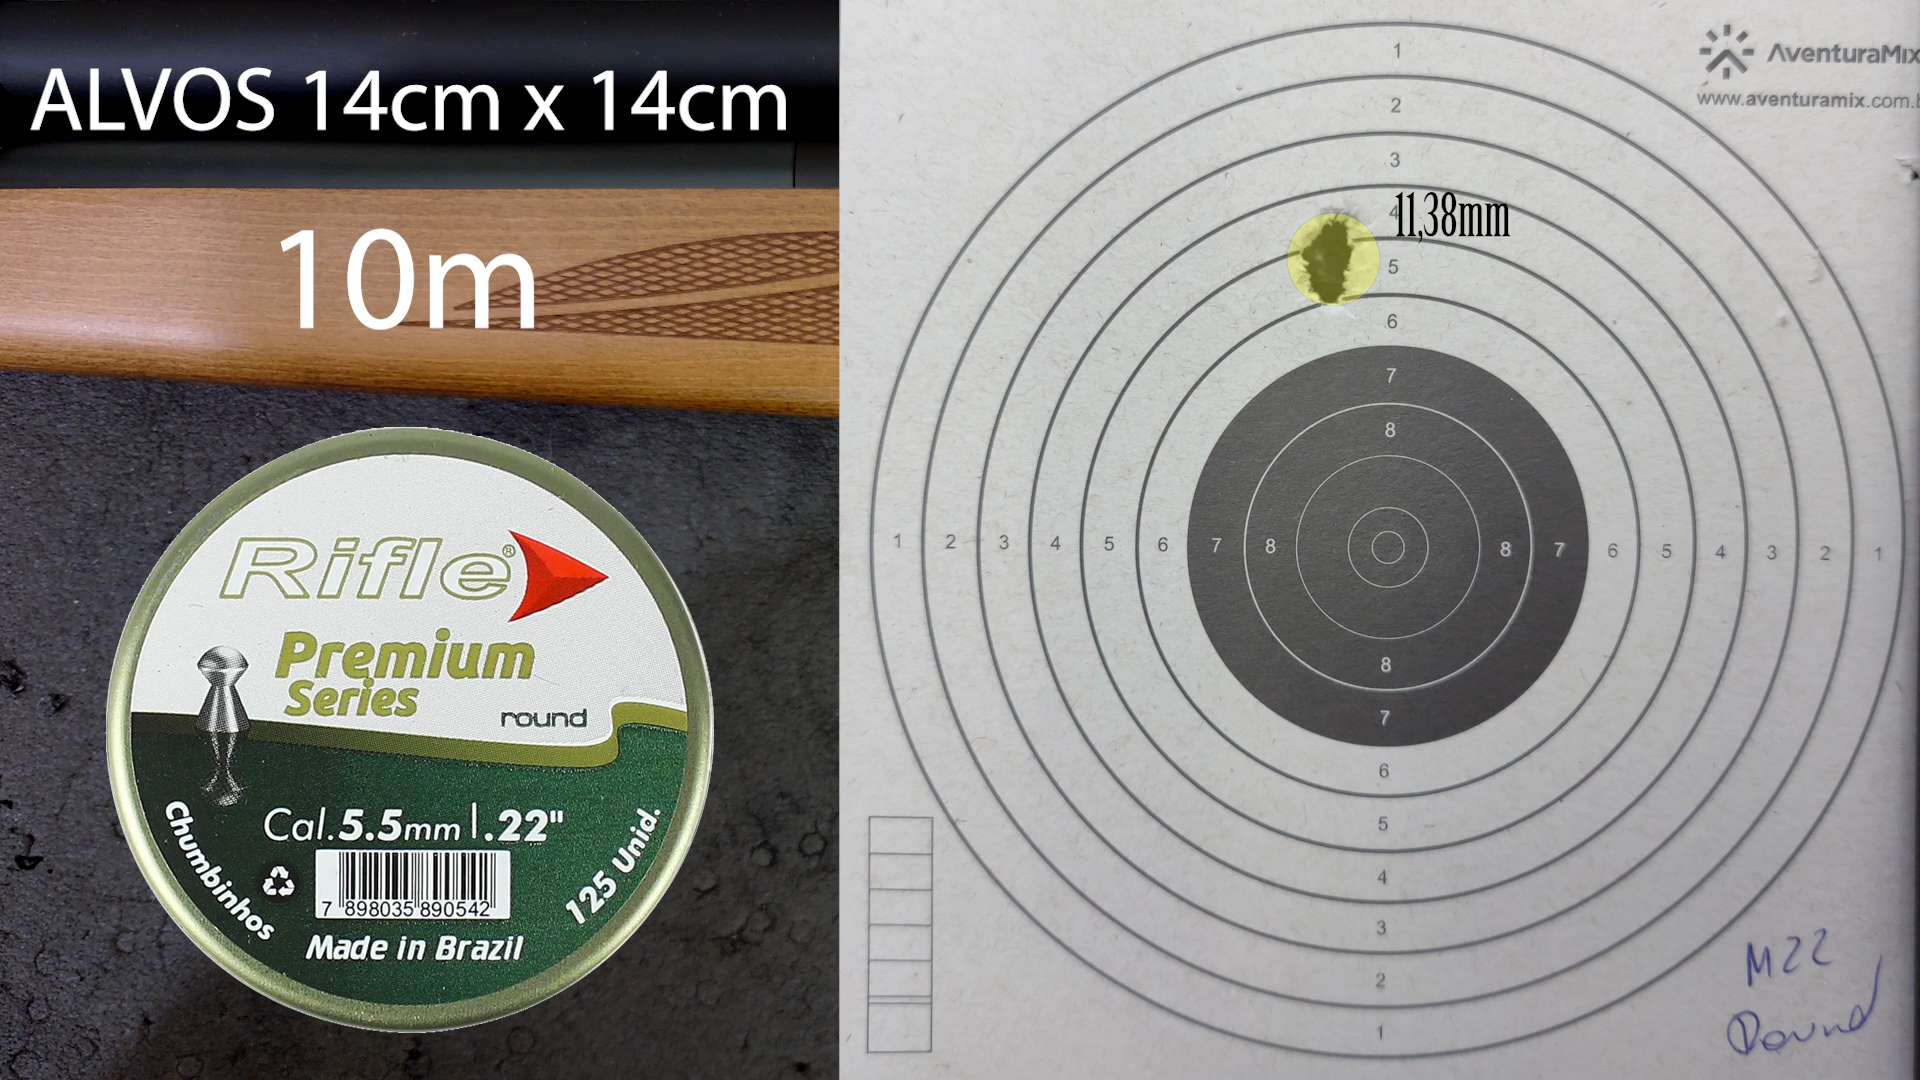 ALVOS 14cm x 14cm
10m
Rifle®
Premium
Series
round
Cal. 5.5mm | .22"
Chumbinhos
125 Unid.
7 898035 890542
Made in Brazil
AventuraMix
www.aventuramix.com.b
11,38mm
1
2
3
4
5
6
7
8
1 2 3 4 5 6 7 8 8 7 6 5 4 3 2 1
8
7
6
5
4
3
2
1
M22
Round